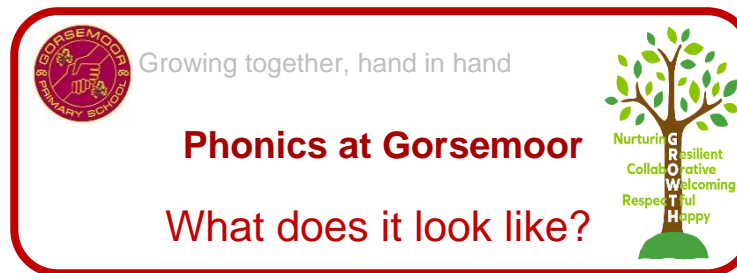 GORSEMOOR
PRIMARY SCHOOL
Growing together, hand in hand
Phonics at Gorsemoor
What does it look like?
Nurturing
Resilient
Collaborative
Welcoming
Respectful
Happy